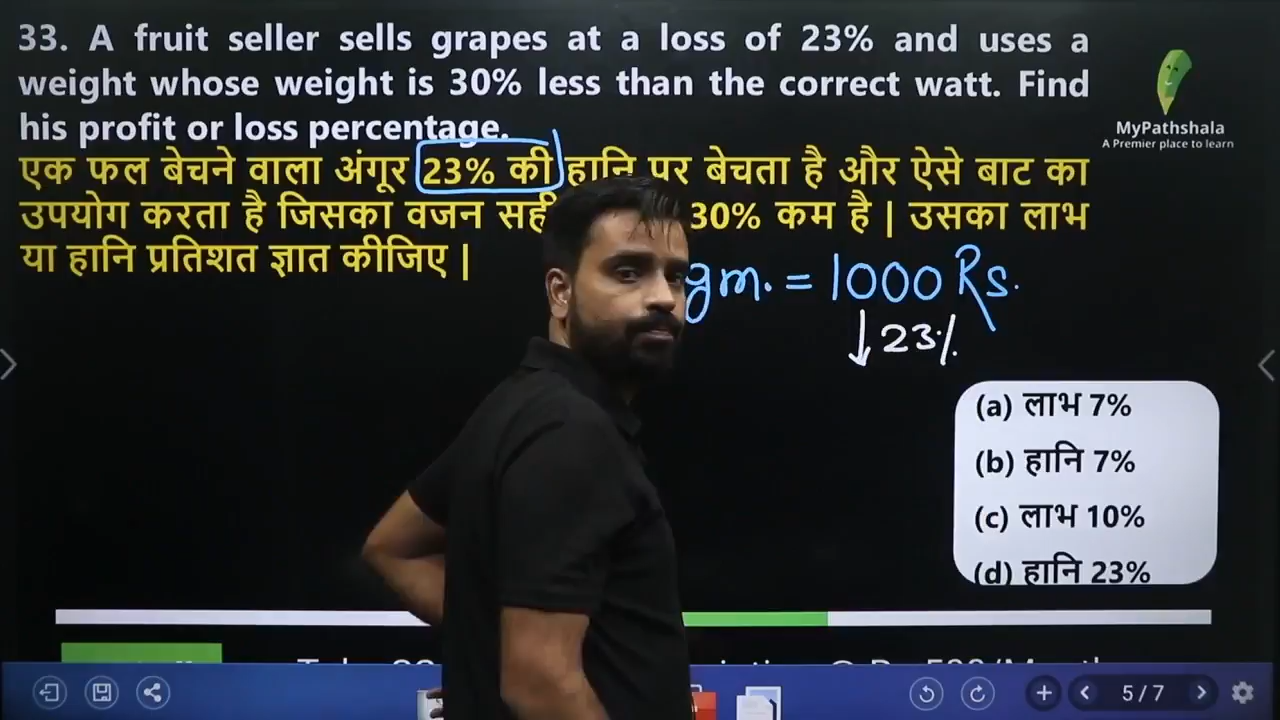 33. A fruit seller sells grapes at a loss of 23% and uses a
weight whose weight is 30% less than the correct watt. Find
his profit or loss percentage.
एक फल बेचने वाला अंगूर 23% की हानि पर बेचता है और ऐसे बाट का
उपयोग करता है जिसका वजन सही 30% कम है | उसका लाभ
या हानि प्रतिशत ज्ञात कीजिए |
MyPathshala
A Premier place to learn
gm. = 1000 Rs.
↓ 23%
(a) लाभ 7%
(b) हानि 7%
(c) लाभ 10%
(d) हानि 23%
5 / 7